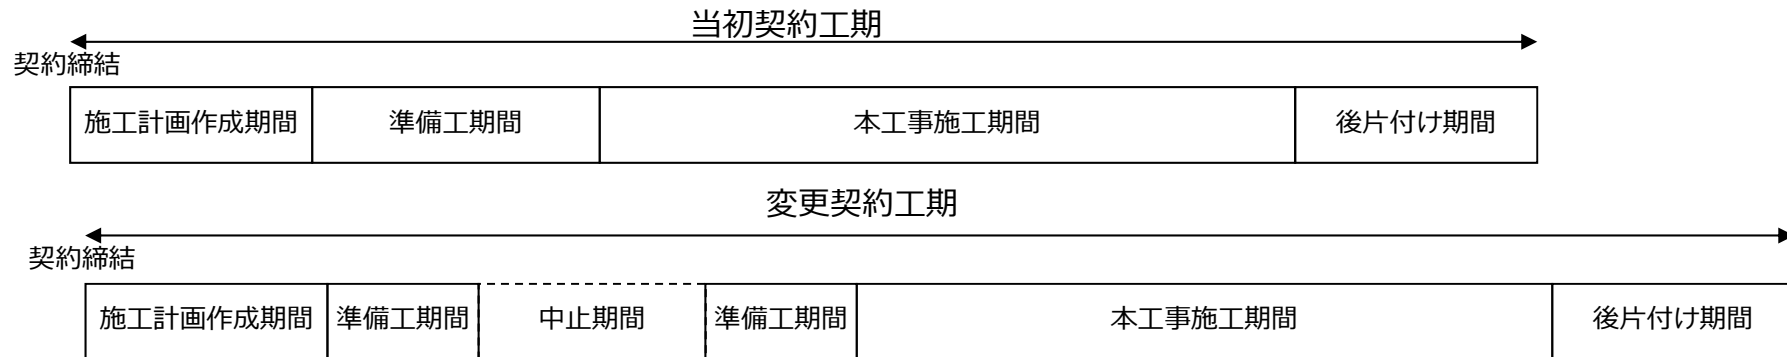 当初契約工期
契約締結
施工計画作成期間 準備工期間 本工事施工期間 後片付け期間
変更契約工期
契約締結
施工計画作成期間 準備工期間 中止期間 準備工期間 本工事施工期間 後片付け期間